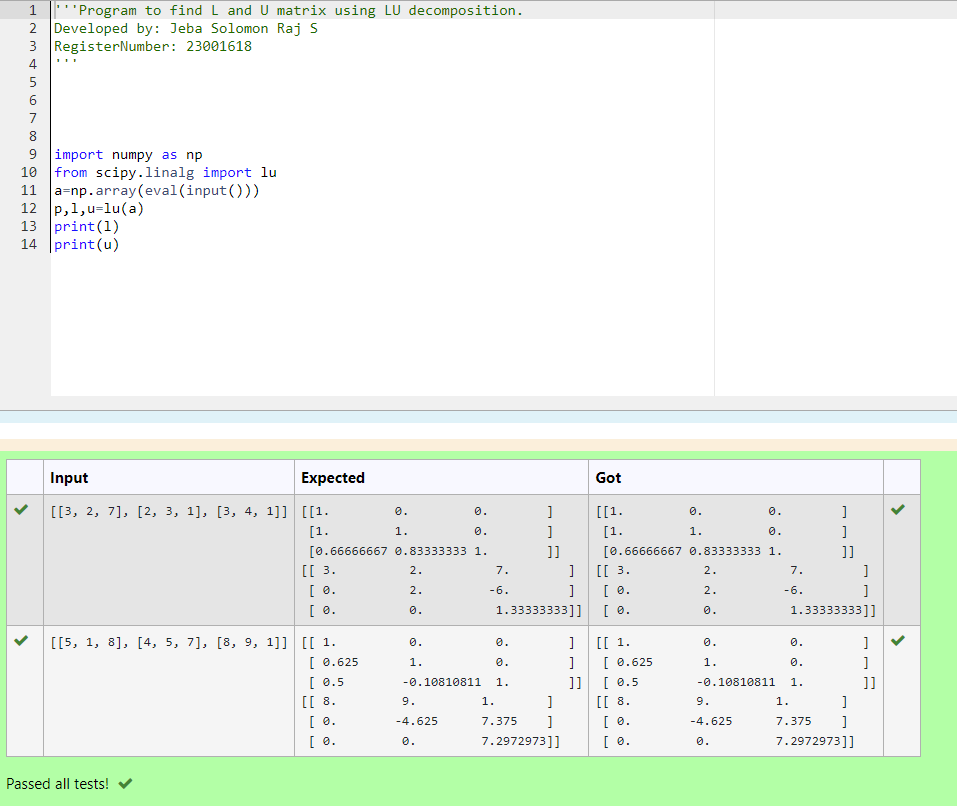 1 '''Program to find L and U matrix using LU decomposition.
2 Developed by: Jeba Solomon Raj S
3 RegisterNumber: 23001618
4 '''
5
6
7
8
9 import numpy as np
10 from scipy.linalg import lu
11 a=np.array(eval(input()))
12 p,l,u=lu(a)
13 print(l)
14 print(u)
Input Expected Got
[[3, 2, 7], [2, 3, 1], [3, 4, 1]] [[1. 0. 0. ] [[1. 0. 0. ]
[1. 1. 0. ] [1. 1. 0. ]
[0.66666667 0.83333333 1. ]] [0.66666667 0.83333333 1. ]]
[[ 3. 2. 7. ] [[ 3. 2. 7. ]
[ 0. 2. -6. ] [ 0. 2. -6. ]
[ 0. 0. 1.33333333]] [ 0. 0. 1.33333333]]
[[5, 1, 8], [4, 5, 7], [8, 9, 1]] [[ 1. 0. 0. ] [[ 1. 0. 0. ]
[ 0.625 1. 0. ] [ 0.625 1. 0. ]
[ 0.5 -0.10810811 1. ]] [ 0.5 -0.10810811 1. ]]
[[ 8. 9. 1. ] [[ 8. 9. 1. ]
[ 0. -4.625 7.375 ] [ 0. -4.625 7.375 ]
[ 0. 0. 7.2972973]] [ 0. 0. 7.2972973]]
Passed all tests!